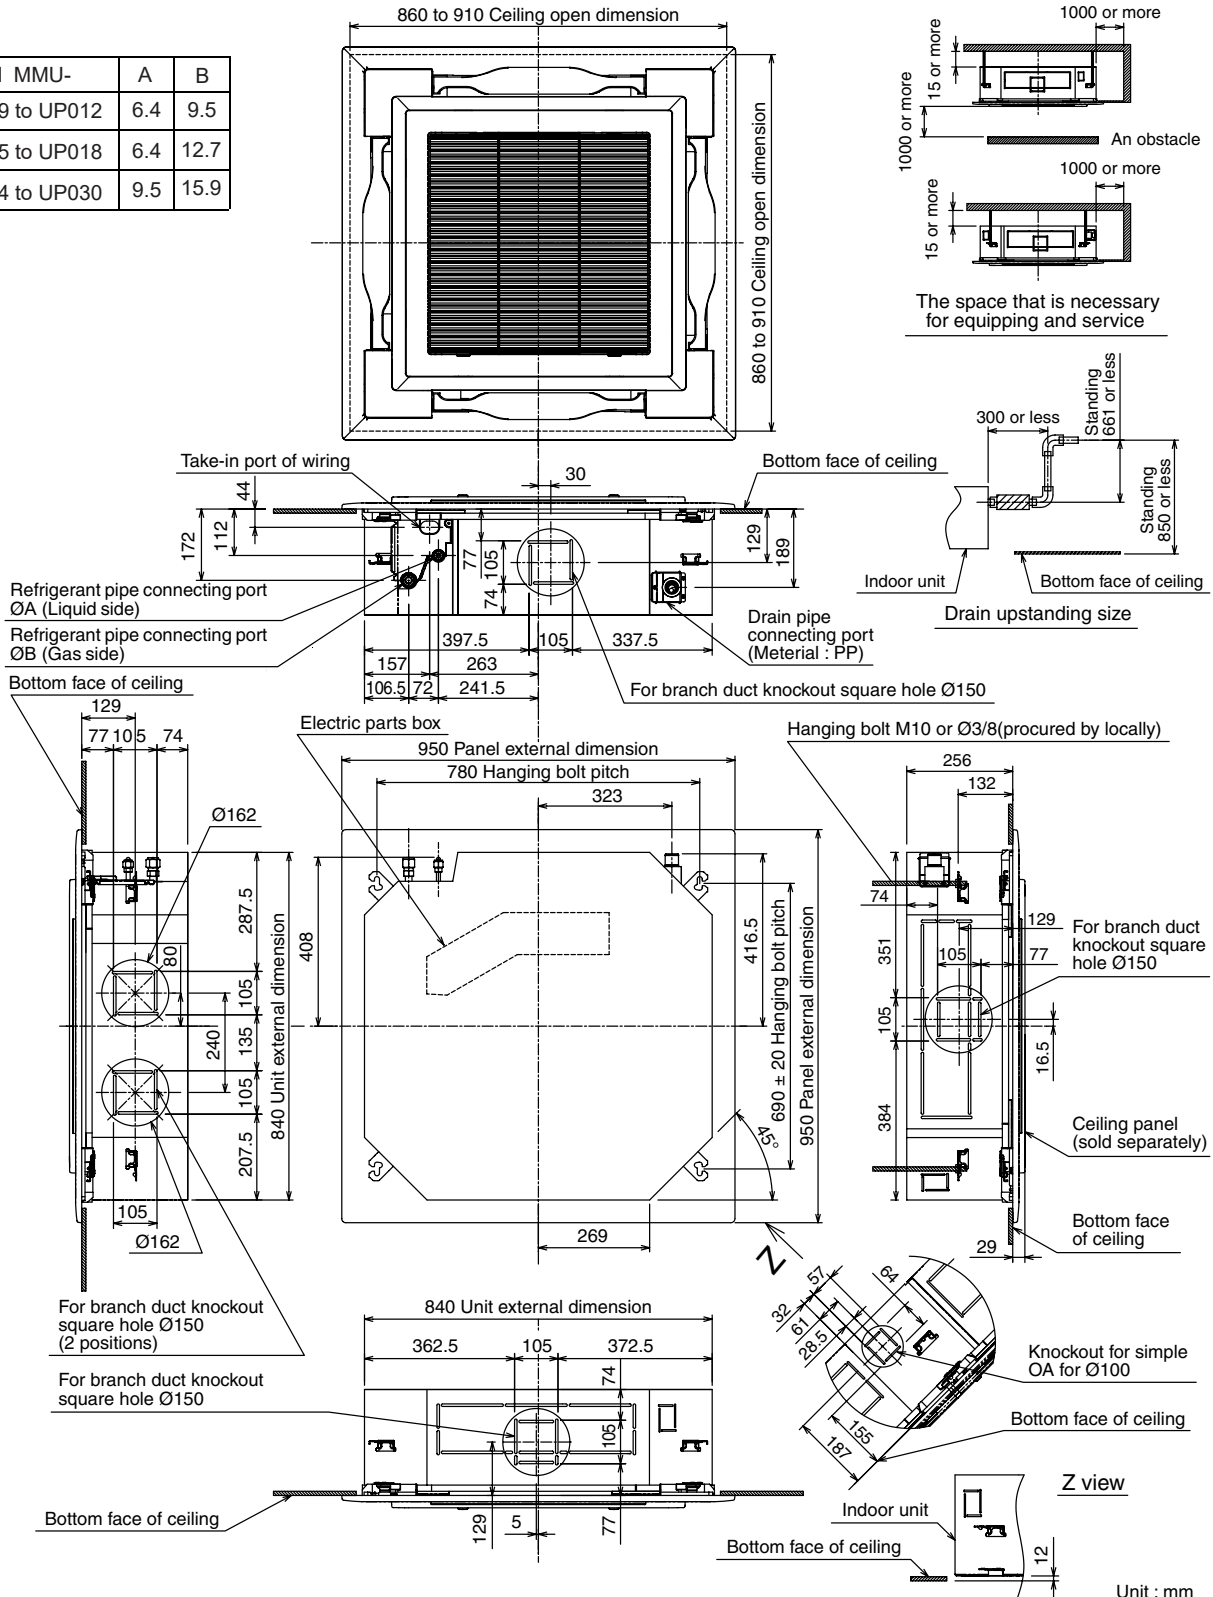 860 to 910 Ceiling open dimension
860 to 910 Ceiling open dimension
MMU- A B
9 to UP012 6.4 9.5
5 to UP018 6.4 12.7
4 to UP030 9.5 15.9
1000 or more
15 or more
1000 or more
An obstacle
1000 or more
15 or more
The space that is necessary
for equipping and service
300 or less
Standing
661 or less
Standing
850 or less
Indoor unit
Bottom face of ceiling
Drain upstanding size
Take-in port of wiring
30
Bottom face of ceiling
44
112
172
77
105
74
129
189
Refrigerant pipe connecting port
ØA (Liquid side)
Refrigerant pipe connecting port
ØB (Gas side)
Drain pipe
connecting port
(Meterial : PP)
397.5 105 337.5
157 263
106.5 72 241.5
For branch duct knockout square hole Ø150
Bottom face of ceiling
129
77 105 74
Ø162
287.5
80
105
240
135
105
207.5
840 Unit external dimension
105
Ø162
For branch duct knockout
square hole Ø150
(2 positions)
Electric parts box
950 Panel external dimension
780 Hanging bolt pitch
323
408
416.5
690 ± 20 Hanging bolt pitch
950 Panel external dimension
45°
269
Z
Hanging bolt M10 or Ø3/8(procured by locally)
256
132
74
129
351
105
77
For branch duct
knockout square
hole Ø150
105
16.5
384
Ceiling panel
(sold separately)
Bottom face
of ceiling
29
840 Unit external dimension
362.5 105 372.5
74
105
129
5
77
For branch duct knockout
square hole Ø150
Bottom face of ceiling
57
64
32
61
28.5
Knockout for simple
OA for Ø100
155
187
Bottom face of ceiling
Z view
Indoor unit
Bottom face of ceiling
12
Unit : mm